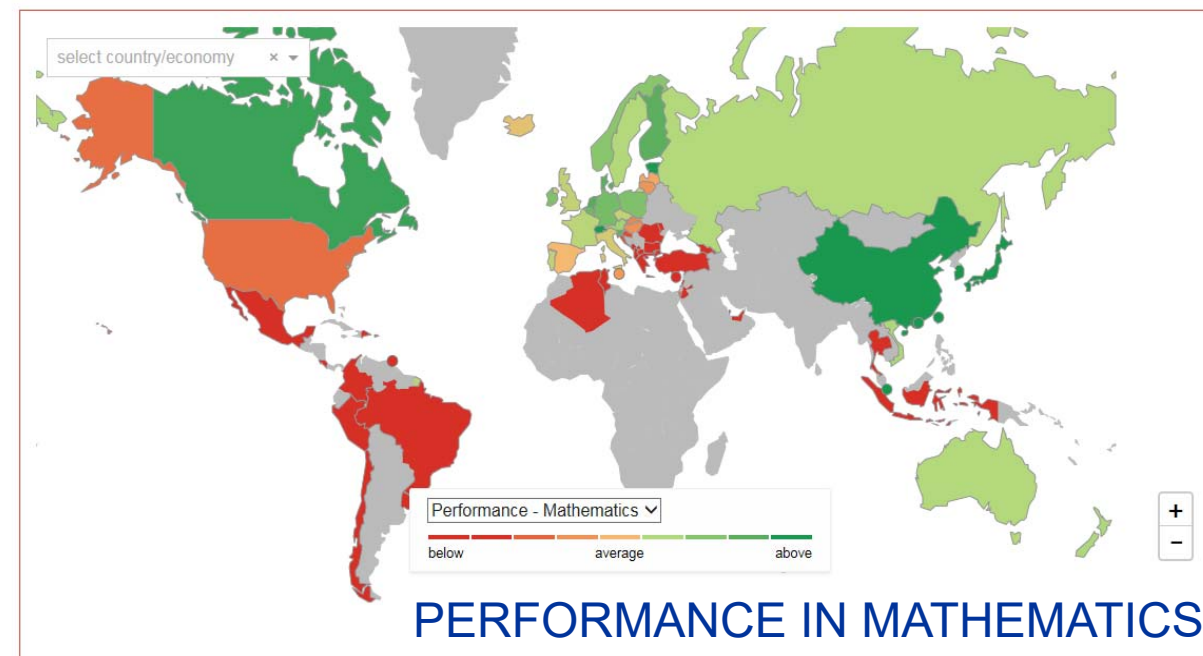 select country/economy × 
Performance - Mathematics
below average above
+
−
PERFORMANCE IN MATHEMATICS